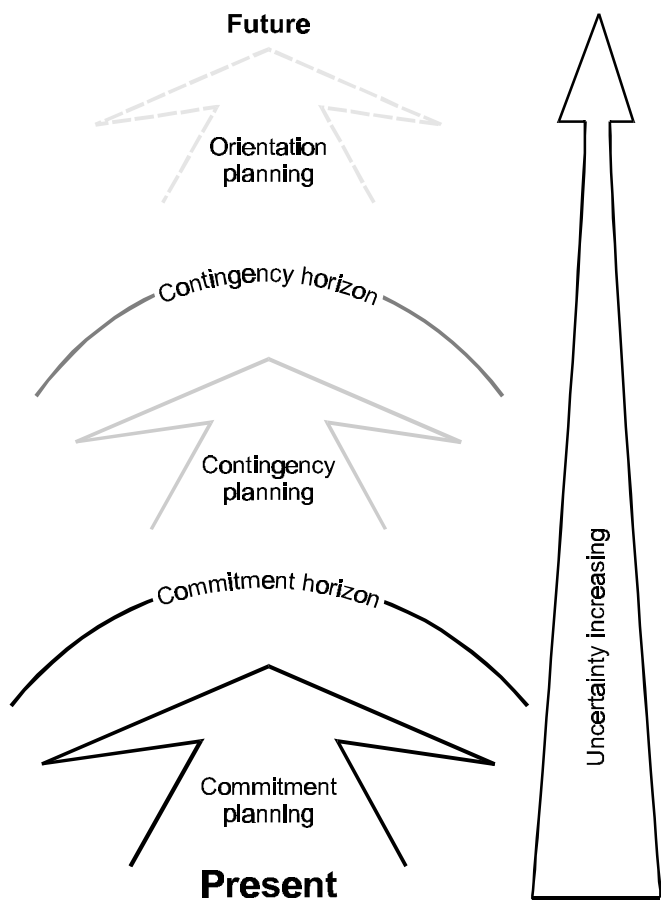 Future
Orientation
planning
Contingency horizon
Contingency
planning
Commitment horizon
Commitment
planning
Present
Uncertainty increasing